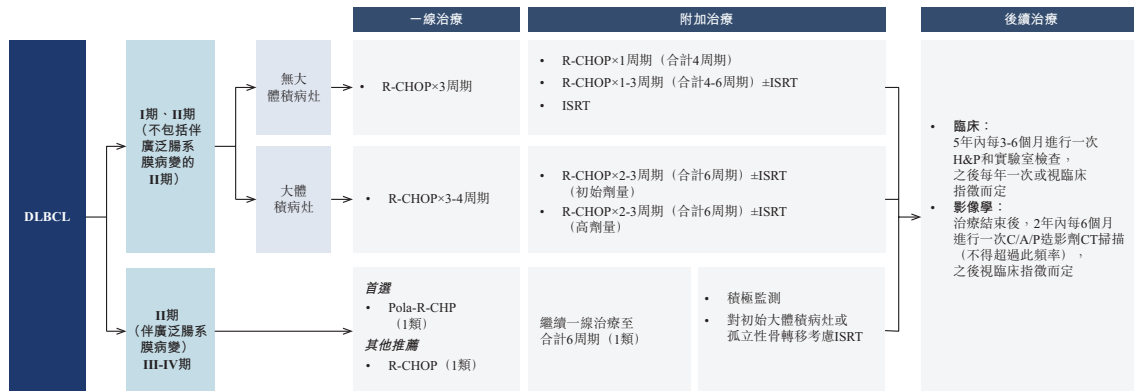 一線治療
附加治療
後續治療
DLBCL
I期、II期
（不包括伴
廣泛腸系
膜病變的
II期）
無大
體積病灶
• R-CHOP×3周期
• R-CHOP×1周期（合計4周期）
• R-CHOP×1-3周期（合計4-6周期）±ISRT
• ISRT
大體
積病灶
• R-CHOP×3-4周期
• R-CHOP×2-3周期（合計6周期）±ISRT
（初始劑量）
• R-CHOP×2-3周期（合計6周期）±ISRT
（高劑量）
II期
（伴廣泛腸系
膜病變）
III-IV期
首選
• Pola-R-CHP
（1類）
其他推薦
• R-CHOP（1類）
繼續一線治療至
合計6周期（1類）
• 積極監測
• 對初始大體積病灶或
孤立性骨轉移考慮ISRT
• 臨床：
5年內每3-6個月進行一次
H&P和實驗室檢查，
之後每年一次或視臨床
指徵而定
• 影像學：
治療結束後，2年內每6個月
進行一次C/A/P造影劑CT掃描
（不得超過此頻率），
之後視臨床指徵而定